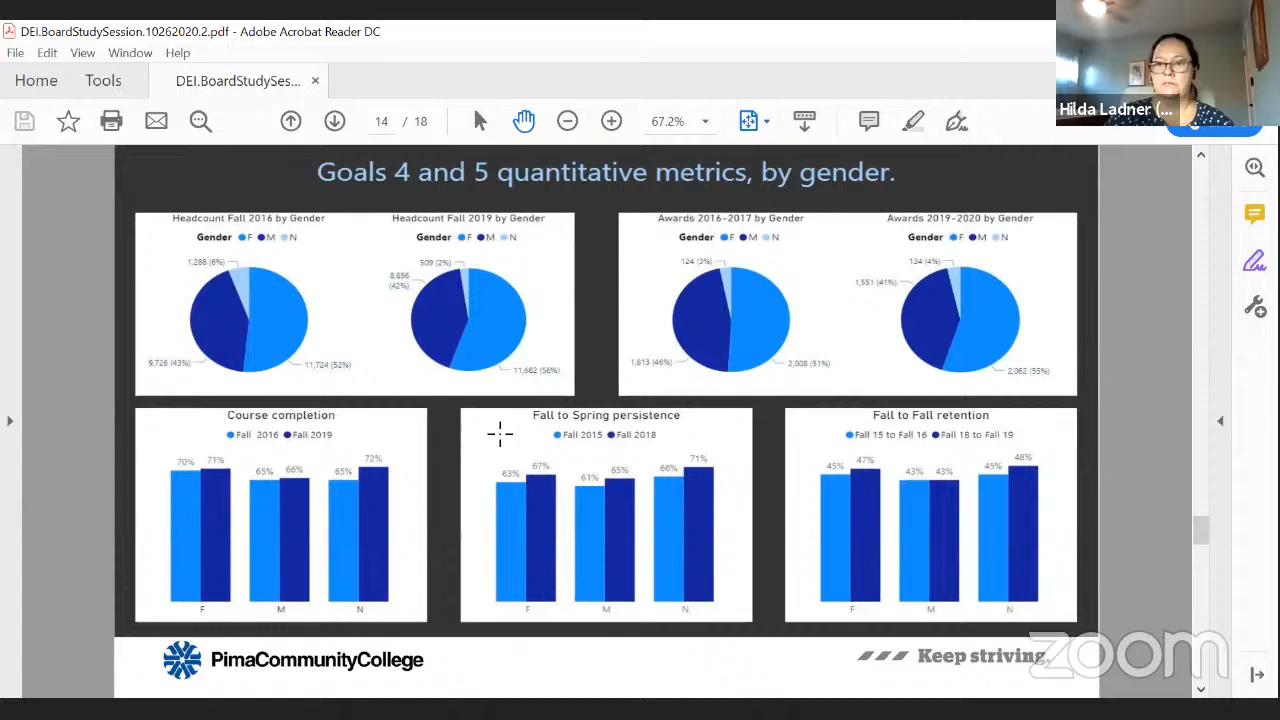 DEI.BoardStudySession.10262020.2.pdf - Adobe Acrobat Reader DC
File Edit View Window Help
Home Tools DEI.BoardStudySes... ×
14 / 18 67.2%
Hilda Ladner (...
Goals 4 and 5 quantitative metrics, by gender.
Headcount Fall 2016 by Gender
Gender F M N
1,288 (6%)
9,726 (43%)
11,724 (52%)
Headcount Fall 2019 by Gender
Gender F M N
509 (2%)
8,856
(42%)
11,682 (56%)
Awards 2016-2017 by Gender
Gender F M N
124 (3%)
1,813 (46%)
2,008 (51%)
Awards 2019-2020 by Gender
Gender F M N
134 (4%)
1,551 (41%)
2,062 (55%)
Course completion
Fall 2016 Fall 2019
70% 71% 65% 66% 65% 72%
F M N
Fall to Spring persistence
Fall 2015 Fall 2018
63% 67% 61% 65% 66% 71%
F M N
Fall to Fall retention
Fall 15 to Fall 16 Fall 18 to Fall 19
45% 47% 43% 43% 45% 48%
F M N
PimaCommunityCollege
Keep striving.
zoom